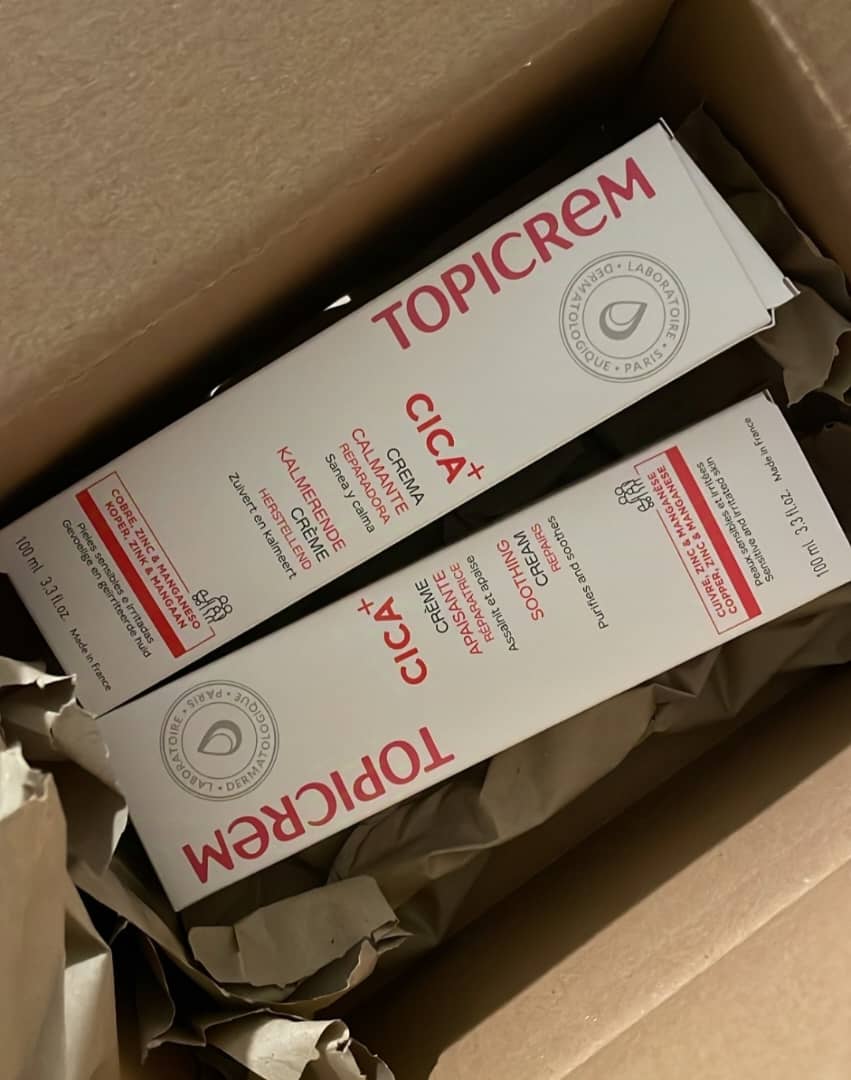 TOPICREM
LABORATOIRE • DERMATOLOGIQUE • PARIS •
CICA+
CREMA
CALMANTE
REPARADORA
Sanea y calma
KALMERENDE
CRÈME
HERSTELLEND
Zuivert en kalmeert
COBRE, ZINC & MANGANESO
KOPER, ZINK & MANGAAN
Pieles sensibles e irritadas
Gevoelige en geïrriteerde huid
100 ml 3.3 fl.oz. Made in France
TOPICREM
LABORATOIRE • DERMATOLOGIQUE • PARIS •
CICA+
CRÈME
APAISANTE
RÉPARATRICE
Assainit et apaise
SOOTHING
CREAM
REPAIRS
Purifies and soothes
CUIVRE, ZINC & MANGANÈSE
COPPER, ZINC & MANGANESE
Peaux sensibles et irritées
Sensitive and irritated skin
100 ml 3.3 fl.oz. Made in France